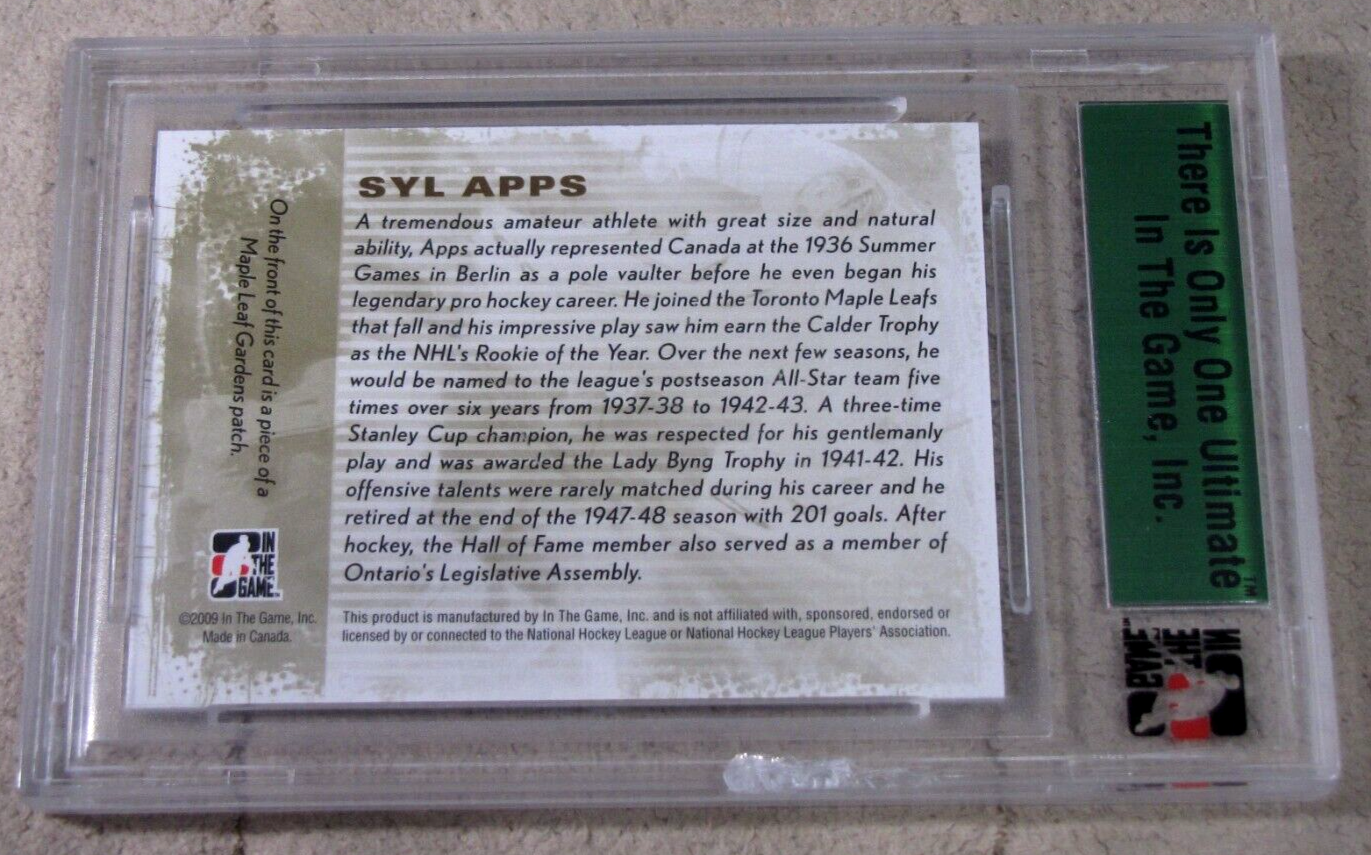 SYL APPS
A tremendous amateur athlete with great size and natural
ability, Apps actually represented Canada at the 1936 Summer
Games in Berlin as a pole vaulter before he even began his
legendary pro hockey career. He joined the Toronto Maple Leafs
that fall and his impressive play saw him earn the Calder Trophy
as the NHL's Rookie of the Year. Over the next few seasons, he
would be named to the league's postseason All-Star team five
times over six years from 1937-38 to 1942-43. A three-time
Stanley Cup champion, he was respected for his gentlemanly
play and was awarded the Lady Byng Trophy in 1941-42. His
offensive talents were rarely matched during his career and he
retired at the end of the 1947-48 season with 201 goals. After
hockey, the Hall of Fame member also served as a member of
Ontario's Legislative Assembly.
On the front of this card is a piece of a
Maple Leaf Gardens patch.
IN
THE
GAME
©2009 In The Game, Inc.
Made in Canada.
This product is manufactured by In The Game, Inc. and is not affiliated with, sponsored, endorsed or
licensed by or connected to the National Hockey League or National Hockey League Players' Association.
There Is Only One Ultimate™
In The Game, Inc.
IN
THE
GAME™